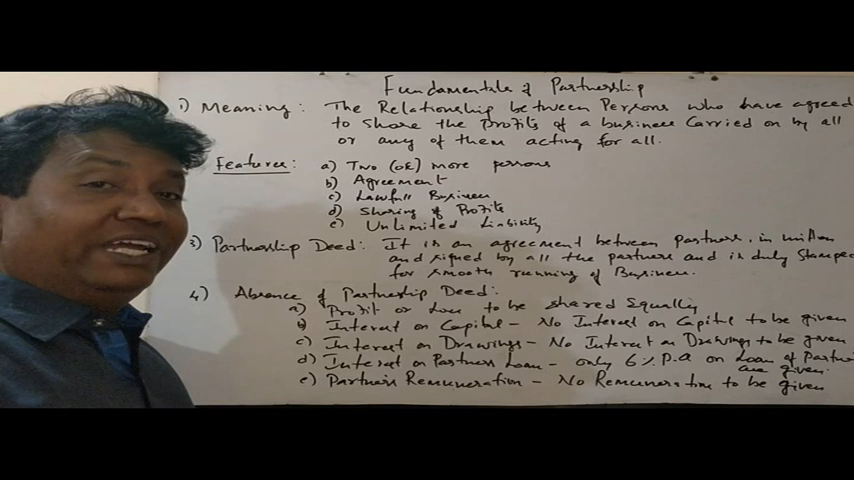 Fundamentals of Partnership
1) Meaning : The Relationship between Persons who have agreed
to share the profits of a business carried on by all
or any of them acting for all.
Features : a) Two (OR) more persons
b) Agreement
c) Lawfull Business
d) Sharing of Profits
e) Unlimited Liability
3) Partnership Deed : It is an agreement between partners, in written
and signed by all the partners and is duly stamped
for smooth running of Business.
4) Absence of Partnership Deed :
a) Profit or Loss to be shared Equally
b) Interest on Capital - No Interest on Capital to be given
c) Interest on Drawings - No Interest on Drawings to be given
d) Interest on Partners Loan - only 6 % P.A on Loan of Partner
are given.
e) Partners Remuneration - No Remuneration to be given